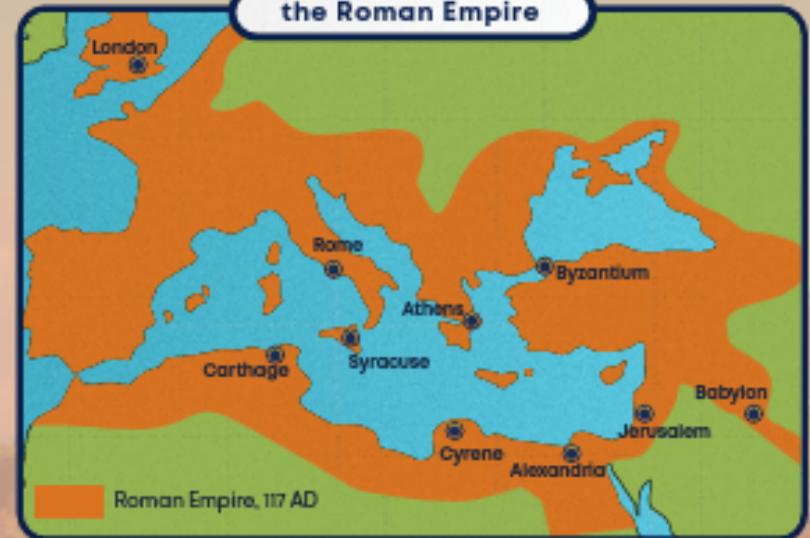 the Roman Empire
London
Rome
Byzantium
Athens
Syracuse
Carthage
Babylon
Jerusalem
Cyrene
Alexandria
Roman Empire, 117 AD